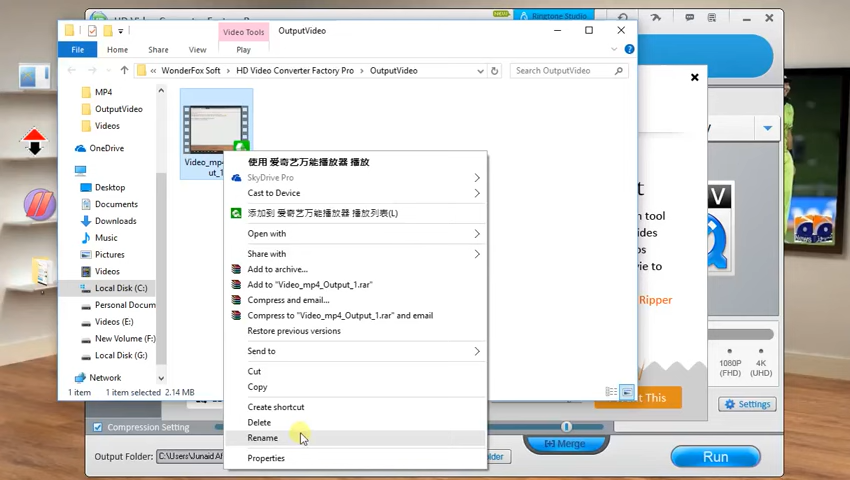 NEW
Ringtone Studio
Video Tools
OutputVideo
File
Home
Share
View
Play
WonderFox Soft
HD Video Converter Factory Pro
OutputVideo
Search OutputVideo
MP4
OutputVideo
Videos
OneDrive
Desktop
Documents
Downloads
Music
Pictures
Videos
Local Disk (C:)
Personal Docum
Videos (E:)
New Volume (F:)
Local Disk (G:)
Network
1 item
1 item selected
2.14 MB
使用 爱奇艺万能播放器 播放
SkyDrive Pro
Cast to Device
添加到 爱奇艺万能播放器 播放列表(L)
Open with
Share with
Add to archive...
Add to "Video_mp4_Output_1.rar"
Compress and email...
Compress to "Video_mp4_Output_1.rar" and email
Restore previous versions
Send to
Cut
Copy
Create shortcut
Delete
Rename
Properties
Ripper
1080P
(FHD)
4K
(UHD)
Settings
Compression Setting
Merge
Output Folder:
Run